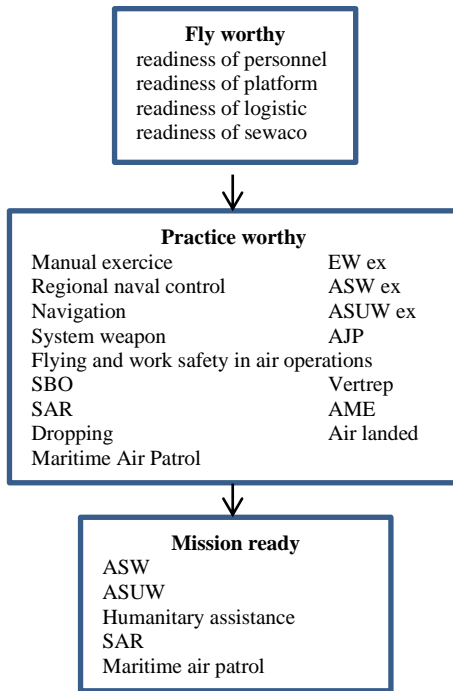 Fly worthy
readiness of personnel
readiness of platform
readiness of logistic
readiness of sewaco
Practice worthy
Manual exercice EW ex
Regional naval control ASW ex
Navigation ASUW ex
System weapon AJP
Flying and work safety in air operations
SBO Vertrep
SAR AME
Dropping Air landed
Maritime Air Patrol
Mission ready
ASW
ASUW
Humanitary assistance
SAR
Maritime air patrol